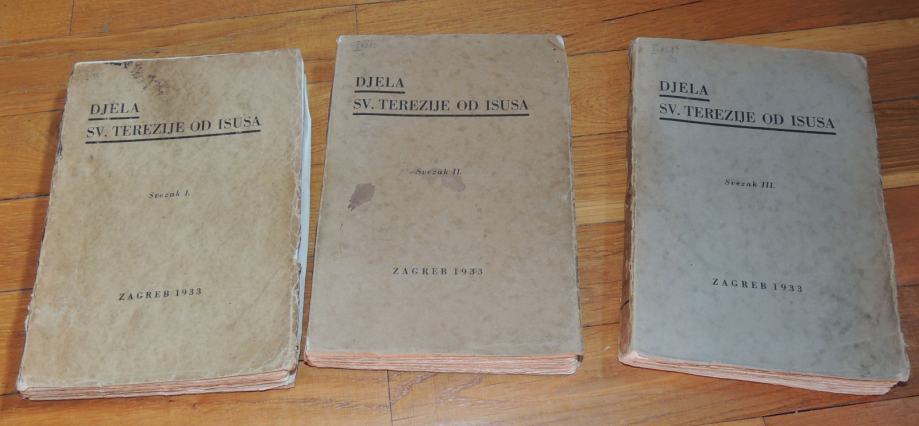 DJELA
SV. TEREZIJE OD ISUSA
Svezak I.
ZAGREB 1933
DJELA
SV. TEREZIJE OD ISUSA
Svezak II.
ZAGREB 1933
DJELA
SV. TEREZIJE OD ISUSA
Svezak III.
ZAGREB 1933